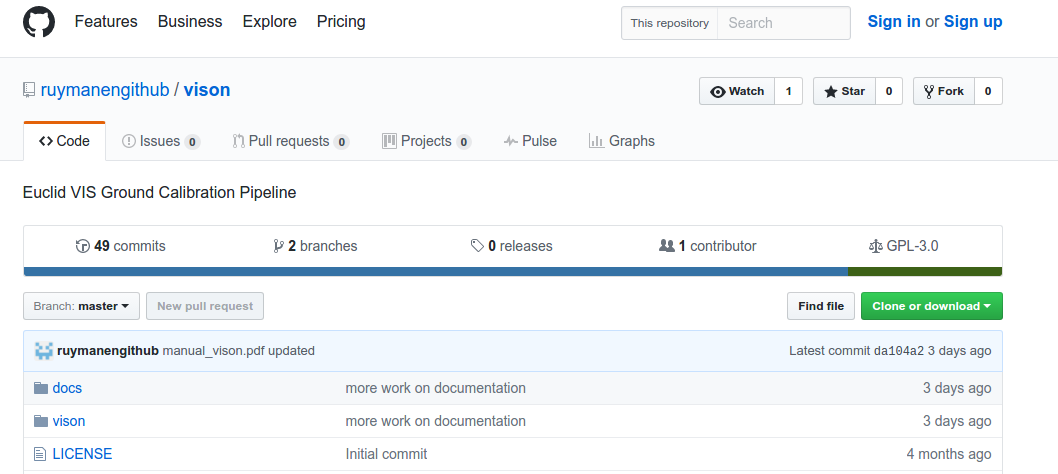 Features Business Explore Pricing This repository Search Sign in or Sign up
ruymanengithub / vison Watch 1 Star 0 Fork 0
Code Issues 0 Pull requests 0 Projects 0 Pulse Graphs
Euclid VIS Ground Calibration Pipeline
49 commits 2 branches 0 releases 1 contributor GPL-3.0
Branch: master New pull request Find file Clone or download
ruymanengithub manual_vison.pdf updated Latest commit da104a2 3 days ago
docs more work on documentation 3 days ago
vison more work on documentation 3 days ago
LICENSE Initial commit 4 months ago